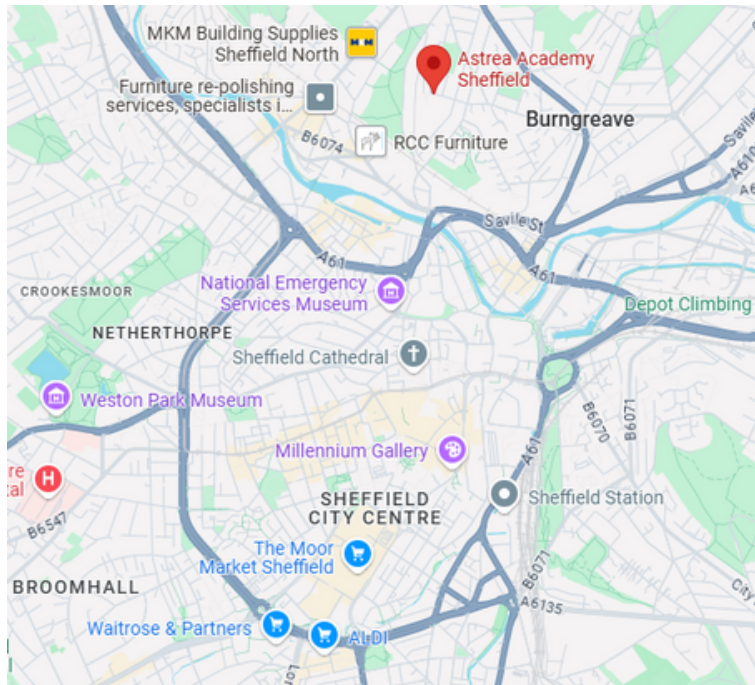 MKM Building Supplies
Sheffield North
Astrea Academy
Sheffield
Furniture re-polishing
services, specialists i...
Burngreave
B6074
RCC Furniture
Savile St
A61
A61
National Emergency
Services Museum
CROOKESMOOR
NETHERTHORPE
Depot Climbing
Sheffield Cathedral
Weston Park Museum
B6070
B6071
A61
Millennium Gallery
H
SHEFFIELD
CITY CENTRE
Sheffield Station
B6547
The Moor
Market Sheffield
BROOMHALL
B6071
A6135
City
Waitrose & Partners
ALDI